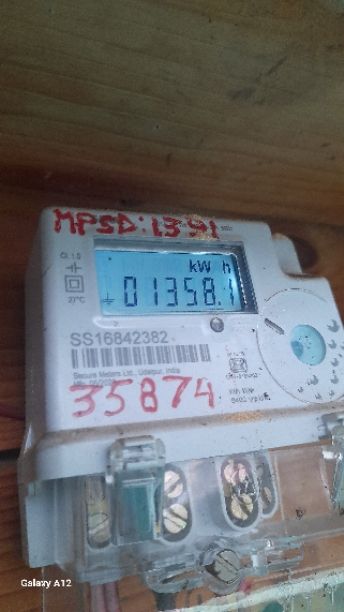 MPSD:1391
Cl.1.0
kW h
27°C
01358.1
SS16842382
Secure Meters Ltd., Udaipur, India
35874
Galaxy A12